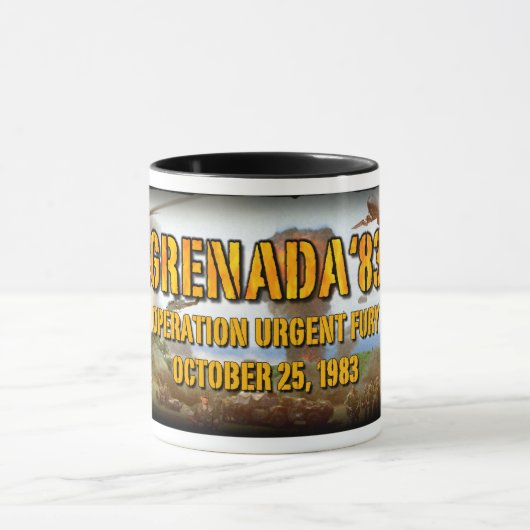 GRENADA '83
OPERATION URGENT FURY
OCTOBER 25, 1983